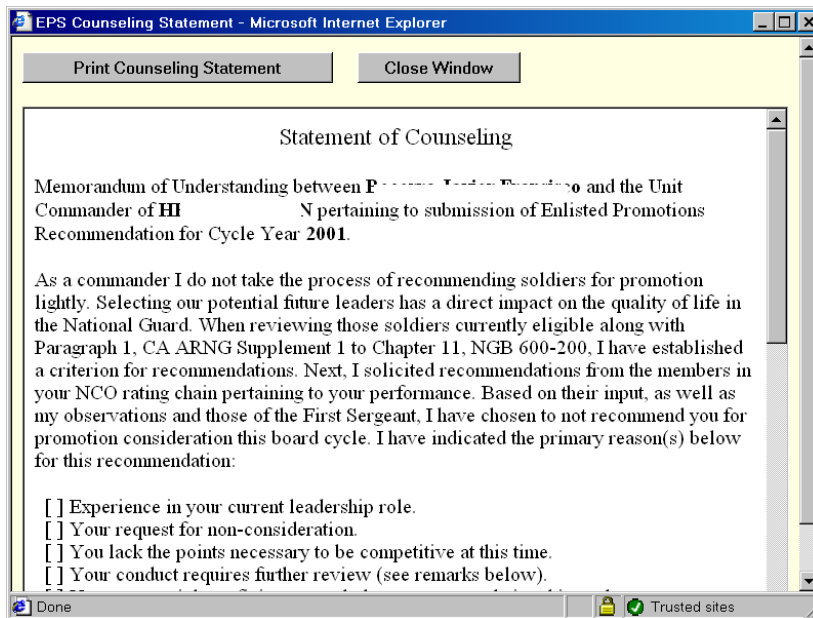 EPS Counseling Statement - Microsoft Internet Explorer
Print Counseling Statement Close Window
Statement of Counseling
Memorandum of Understanding between and the Unit
Commander of pertaining to submission of Enlisted Promotions
Recommendation for Cycle Year 2001.
As a commander I do not take the process of recommending soldiers for promotion
lightly. Selecting our potential future leaders has a direct impact on the quality of life in
the National Guard. When reviewing those soldiers currently eligible along with
Paragraph 1, CA ARNG Supplement 1 to Chapter 11, NGB 600-200, I have established
a criterion for recommendations. Next, I solicited recommendations from the members in
your NCO rating chain pertaining to your performance. Based on their input, as well as
my observations and those of the First Sergeant, I have chosen to not recommend you for
promotion consideration this board cycle. I have indicated the primary reason(s) below
for this recommendation:
[ ] Experience in your current leadership role.
[ ] Your request for non-consideration.
[ ] You lack the points necessary to be competitive at this time.
[ ] Your conduct requires further review (see remarks below).
Done Trusted sites